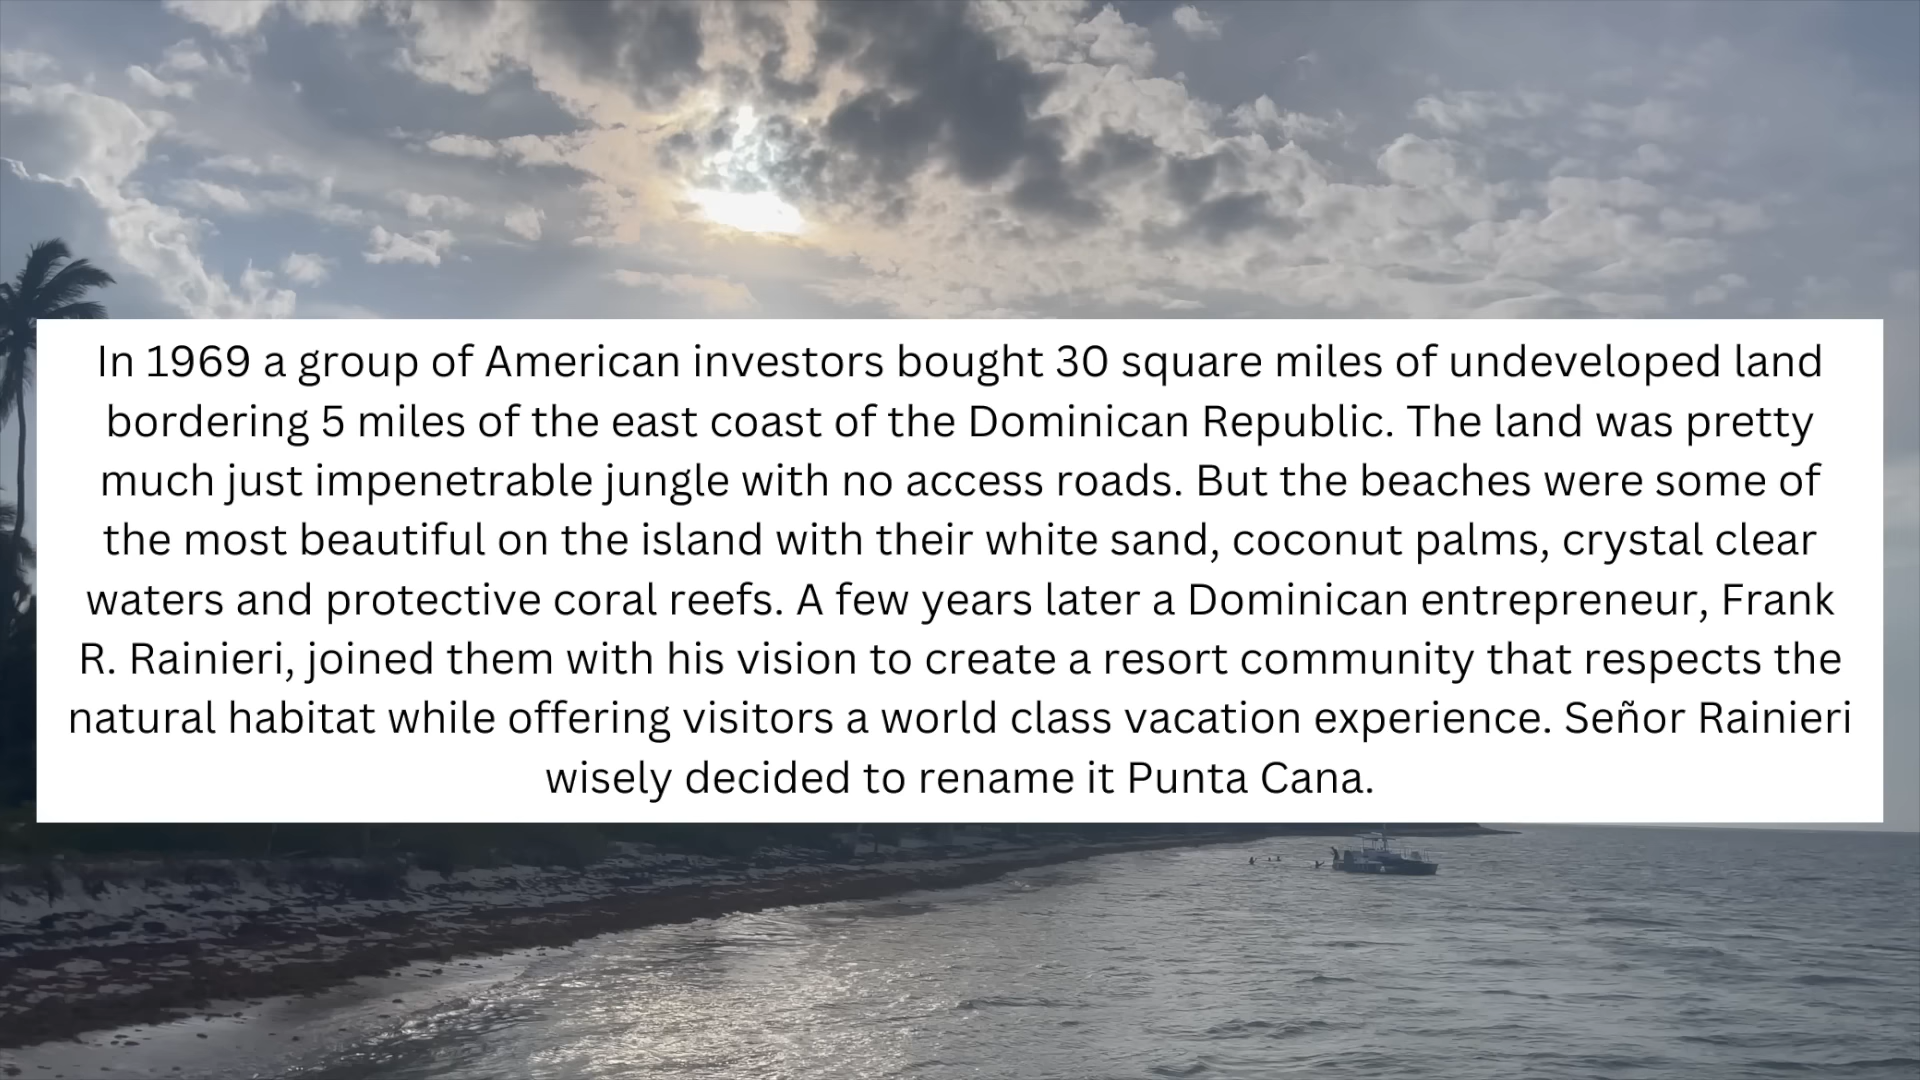 In 1969 a group of American investors bought 30 square miles of undeveloped land
bordering 5 miles of the east coast of the Dominican Republic. The land was pretty
much just impenetrable jungle with no access roads. But the beaches were some of
the most beautiful on the island with their white sand, coconut palms, crystal clear
waters and protective coral reefs. A few years later a Dominican entrepreneur, Frank
R. Rainieri, joined them with his vision to create a resort community that respects the
natural habitat while offering visitors a world class vacation experience. Señor Rainieri
wisely decided to rename it Punta Cana.